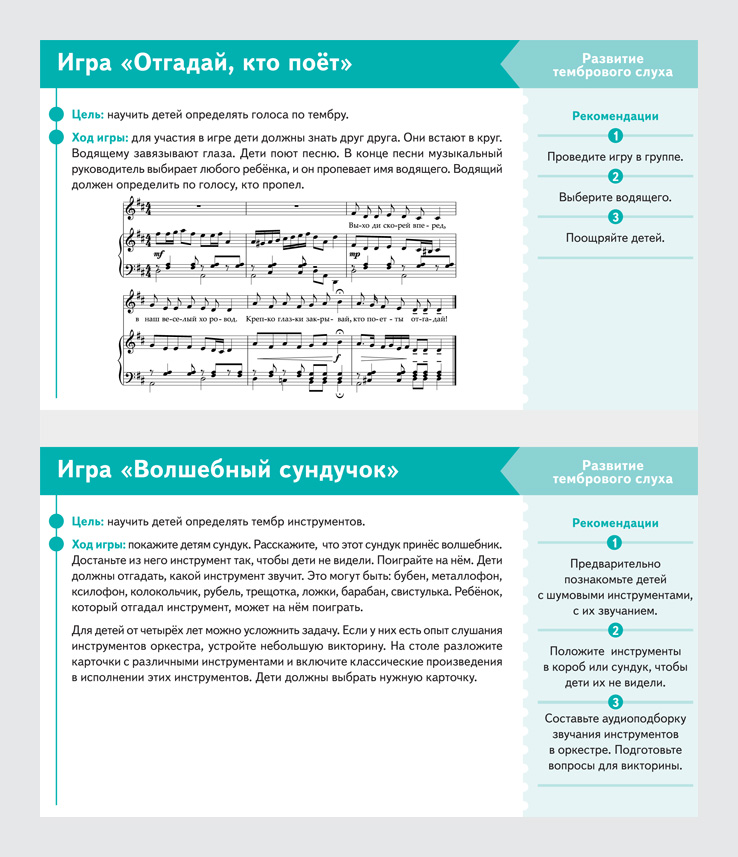 Игра «Отгадай, кто поёт»
Развитие
тембрового слуха
Цель: научить детей определять голоса по тембру.
Ход игры: для участия в игре дети должны знать друг друга. Они встают в круг.
Водящему завязывают глаза. Дети поют песню. В конце песни музыкальный
руководитель выбирает любого ребёнка, и он пропевает имя водящего. Водящий
должен определить по голосу, кто пропел.
Вы-хо ди ско-рей впе-ред,
mf
mp
в наш ве-се-лый хо ро-вод. Креп-ко глаз-ки зак-ры-вай, кто по-ет-ты от-га-дай!
f
Рекомендации
1
Проведите игру в группе.
2
Выберите водящего.
3
Поощряйте детей.
Игра «Волшебный сундучок»
Развитие
тембрового слуха
Цель: научить детей определять тембр инструментов.
Ход игры: покажите детям сундук. Расскажите, что этот сундук принёс волшебник.
Достаньте из него инструмент так, чтобы дети не видели. Поиграйте на нём. Дети
должны отгадать, какой инструмент звучит. Это могут быть: бубен, металлофон,
ксилофон, колокольчик, рубель, трещотка, ложки, барабан, свистулька. Ребёнок,
который отгадал инструмент, может на нём поиграть.
Для детей от четырёх лет можно усложнить задачу. Если у них есть опыт слушания
инструментов оркестра, устройте небольшую викторину. На столе разложите
карточки с различными инструментами и включите классические произведения
в исполнении этих инструментов. Дети должны выбрать нужную карточку.
Рекомендации
1
Предварительно
познакомьте детей
с шумовыми инструментами,
с их звучанием.
2
Положите инструменты
в короб или сундук, чтобы
дети их не видели.
3
Составьте аудиоподборку
звучания инструментов
в оркестре. Подготовьте
вопросы для викторины.